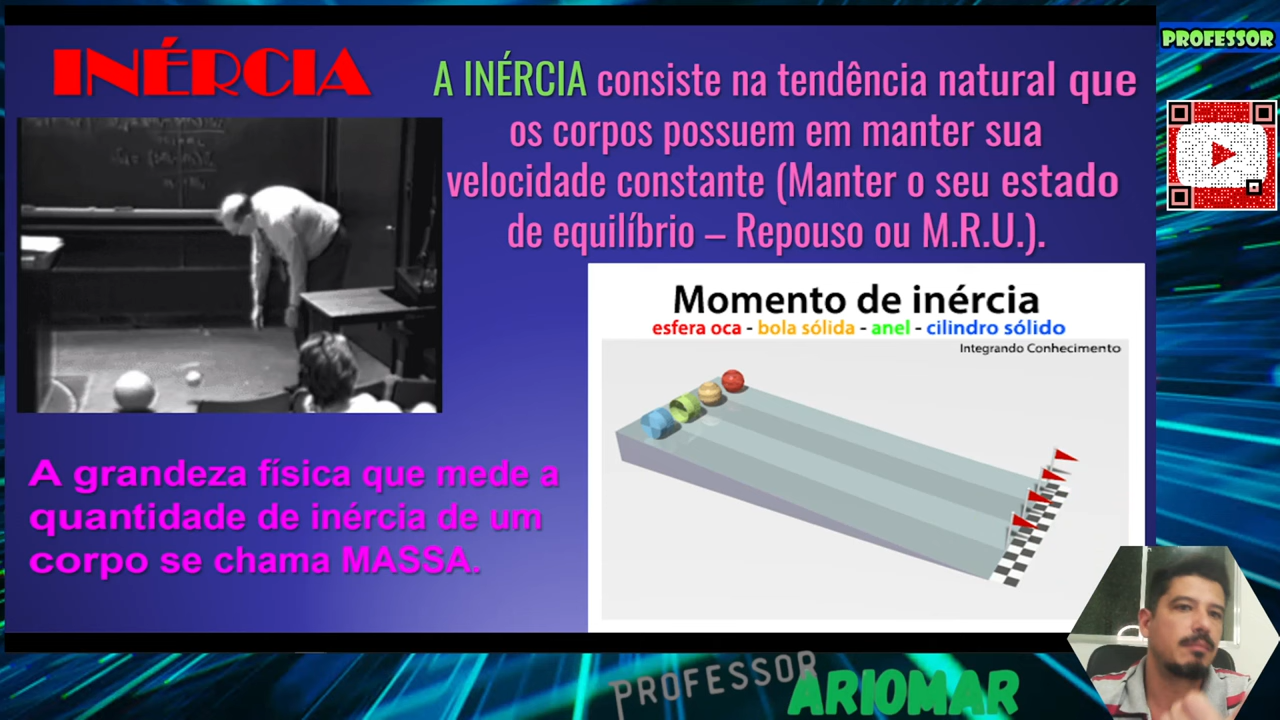 INÉRCIA
A INÉRCIA consiste na tendência natural que
os corpos possuem em manter sua
velocidade constante (Manter o seu estado
de equilíbrio – Repouso ou M.R.U.).
Momento de inércia
esfera oca - bola sólida - anel - cilindro sólido
Integrando Conhecimento
A grandeza física que mede a
quantidade de inércia de um
corpo se chama MASSA.
PROFESSOR
PROFESSOR
ARIOMAR